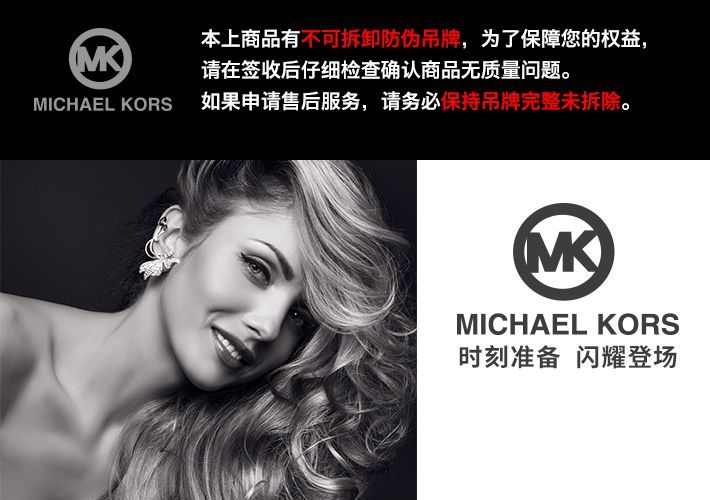 本上商品有不可拆卸防伪吊牌，为了保障您的权益，
请在签收后仔细检查确认商品无质量问题。
如果申请售后服务，请务必保持吊牌完整未拆除。
MK
MICHAEL KORS
MK
MICHAEL KORS
时刻准备 闪耀登场